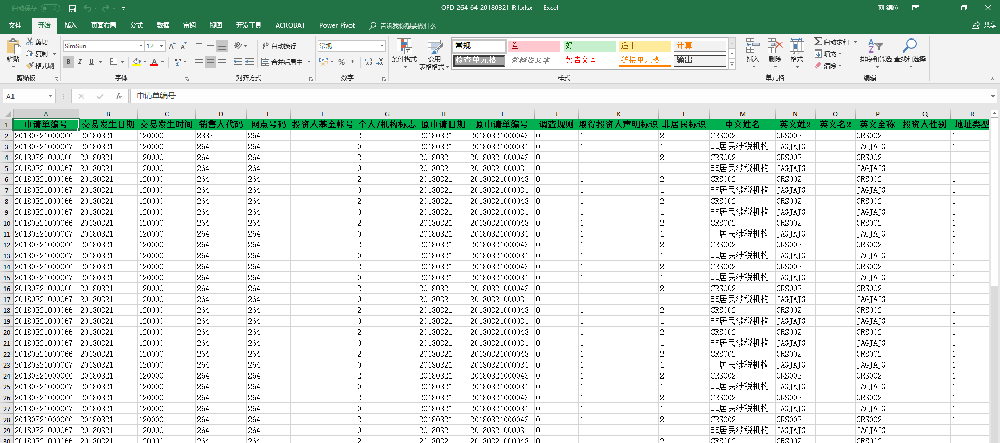 自动保存 关 OFD_264_64_20180321_R1.xlsx - Excel 刘 德位
文件 开始 插入 页面布局 公式 数据 审阅 视图 开发工具 ACROBAT Power Pivot 告诉我你想要做什么 共享
粘贴 剪切 复制 格式刷 剪贴板
SimSun 12 B I U wén 文 字体
ab 自动换行 合并后居中 对齐方式
常规 % , 数字
条件格式 套用 表格格式 常规 差 好 适中 计算
检查单元格 解释性文本 警告文本 链接单元格 输出 样式
插入 删除 格式 单元格
自动求和 填充 清除 排序和筛选 查找和选择 编辑
A1 fx 申请单编号
A B C D E F G H I J K L M N O P Q R
1 申请单编号 交易发生日期 交易发生时间 销售人代码 网点号码 投资人基金帐号 个人/机构标志 原申请日期 原申请单编号 调查规则 取得投资人声明标识 非居民标识 中文姓名 英文姓2 英文名2 英文全称 投资人性别 地址类型
2 20180321000066 20180321 120000 2333 264 2 20180321 20180321000043 0 1 2 CRS002 CRS002 CRS002 1
3 20180321000067 20180321 120000 264 264 0 20180321 20180321000031 0 1 1 非居民涉税机构 JAGJAJG JAGJAJG 1
4 20180321000066 20180321 120000 264 264 2 20180321 20180321000043 0 1 2 CRS002 CRS002 CRS002 1
5 20180321000067 20180321 120000 264 264 0 20180321 20180321000031 0 1 1 非居民涉税机构 JAGJAJG JAGJAJG 1
6 20180321000066 20180321 120000 264 264 2 20180321 20180321000043 0 1 2 CRS002 CRS002 CRS002 1
7 20180321000067 20180321 120000 264 264 0 20180321 20180321000031 0 1 1 非居民涉税机构 JAGJAJG JAGJAJG 1
8 20180321000066 20180321 120000 264 264 2 20180321 20180321000043 0 1 2 CRS002 CRS002 CRS002 1
9 20180321000067 20180321 120000 264 264 0 20180321 20180321000031 0 1 1 非居民涉税机构 JAGJAJG JAGJAJG 1
10 20180321000066 20180321 120000 264 264 2 20180321 20180321000043 0 1 2 CRS002 CRS002 CRS002 1
11 20180321000067 20180321 120000 264 264 0 20180321 20180321000031 0 1 1 非居民涉税机构 JAGJAJG JAGJAJG 1
12 20180321000066 20180321 120000 264 264 2 20180321 20180321000043 0 1 2 CRS002 CRS002 CRS002 1
13 20180321000067 20180321 120000 264 264 0 20180321 20180321000031 0 1 1 非居民涉税机构 JAGJAJG JAGJAJG 1
14 20180321000066 20180321 120000 264 264 2 20180321 20180321000043 0 1 2 CRS002 CRS002 CRS002 1
15 20180321000067 20180321 120000 264 264 0 20180321 20180321000031 0 1 1 非居民涉税机构 JAGJAJG JAGJAJG 1
16 20180321000066 20180321 120000 264 264 2 20180321 20180321000043 0 1 2 CRS002 CRS002 CRS002 1
17 20180321000067 20180321 120000 264 264 0 20180321 20180321000031 0 1 1 非居民涉税机构 JAGJAJG JAGJAJG 1
18 20180321000066 20180321 120000 264 264 2 20180321 20180321000043 0 1 2 CRS002 CRS002 CRS002 1
19 20180321000067 20180321 120000 264 264 0 20180321 20180321000031 0 1 1 非居民涉税机构 JAGJAJG JAGJAJG 1
20 20180321000066 20180321 120000 264 264 2 20180321 20180321000043 0 1 2 CRS002 CRS002 CRS002 1
21 20180321000067 20180321 120000 264 264 0 20180321 20180321000031 0 1 1 非居民涉税机构 JAGJAJG JAGJAJG 1
22 20180321000066 20180321 120000 264 264 2 20180321 20180321000043 0 1 2 CRS002 CRS002 CRS002 1
23 20180321000067 20180321 120000 264 264 0 20180321 20180321000031 0 1 1 非居民涉税机构 JAGJAJG JAGJAJG 1
24 20180321000066 20180321 120000 264 264 2 20180321 20180321000043 0 1 2 CRS002 CRS002 CRS002 1
25 20180321000067 20180321 120000 264 264 0 20180321 20180321000031 0 1 1 非居民涉税机构 JAGJAJG JAGJAJG 1
26 20180321000066 20180321 120000 264 264 2 20180321 20180321000043 0 1 2 CRS002 CRS002 CRS002 1
27 20180321000067 20180321 120000 264 264 0 20180321 20180321000031 0 1 1 非居民涉税机构 JAGJAJG JAGJAJG 1
28 20180321000066 20180321 120000 264 264 2 20180321 20180321000043 0 1 2 CRS002 CRS002 CRS002 1
29 20180321000067 20180321 120000 264 264 0 20180321 20180321000031 0 1 1 非居民涉税机构 JAGJAJG JAGJAJG 1
30 20180321000066 20180321 120000 264 264 2 20180321 20180321000043 0 1 2 CRS002 CRS002 CRS002 1